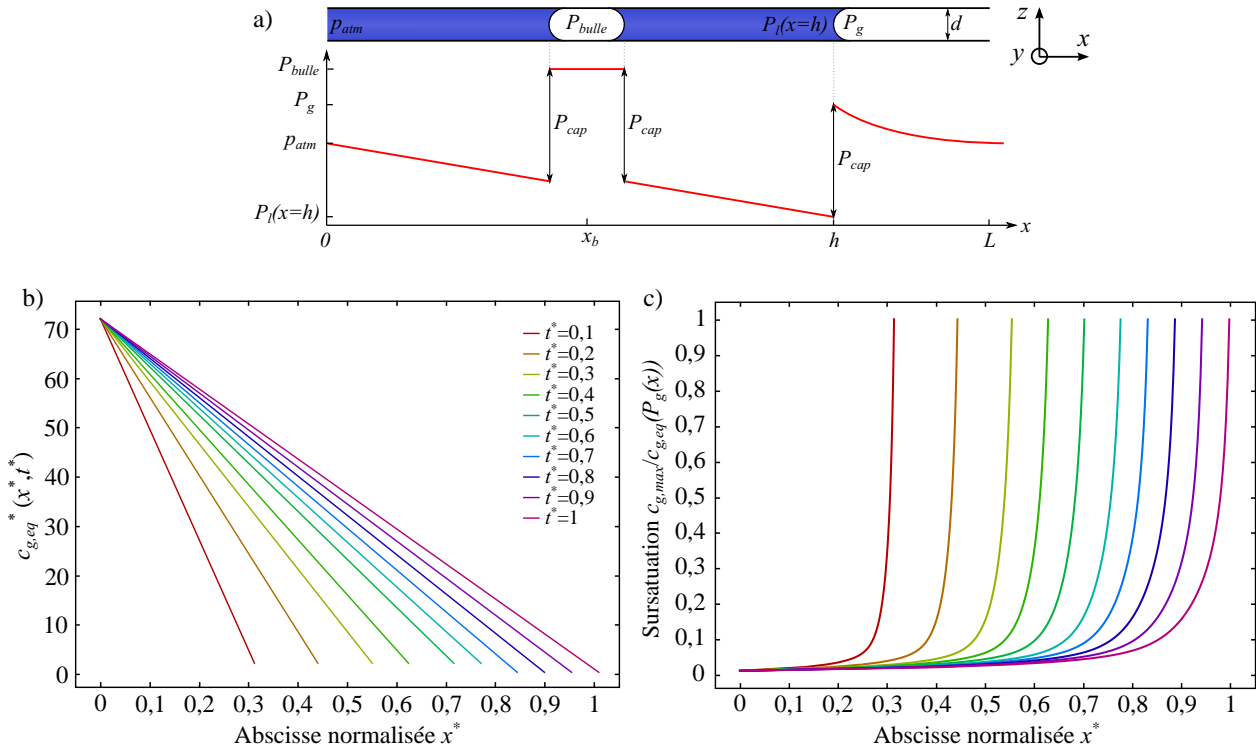 a)
p_atm P_bulle P_l(x=h) P_g d z
y x
P_bulle
P_g
P_cap P_cap
p_atm
P_cap
P_l(x=h)
0 x_b h L x
b)
c_g,eq^* (x^*,t^*)
70
60
50
40
30
20
10
0
t^*=0,1
t^*=0,2
t^*=0,3
t^*=0,4
t^*=0,5
t^*=0,6
t^*=0,7
t^*=0,8
t^*=0,9
t^*=1
0 0,1 0,2 0,3 0,4 0,5 0,6 0,7 0,8 0,9 1
Abscisse normalisée x^*
c)
Sursatuation c_g,max/c_g,eq(P_g(x))
1
0,9
0,8
0,7
0,6
0,5
0,4
0,3
0,2
0,1
0
0 0,1 0,2 0,3 0,4 0,5 0,6 0,7 0,8 0,9 1
Abscisse normalisée x^*